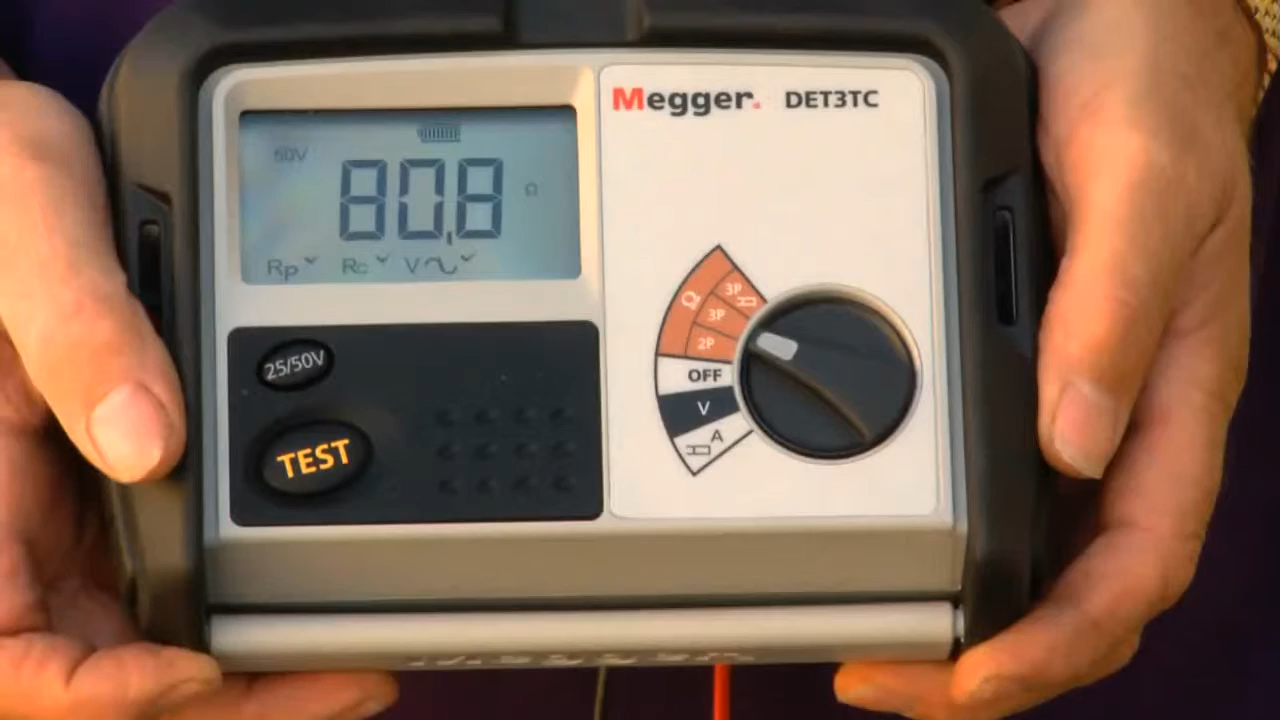 Megger. DET3TC
50V
80.8 Ω
Rp✓ Rc✓ V~✓
3P
Ω 3P
2P
25/50V
OFF
V
A
TEST